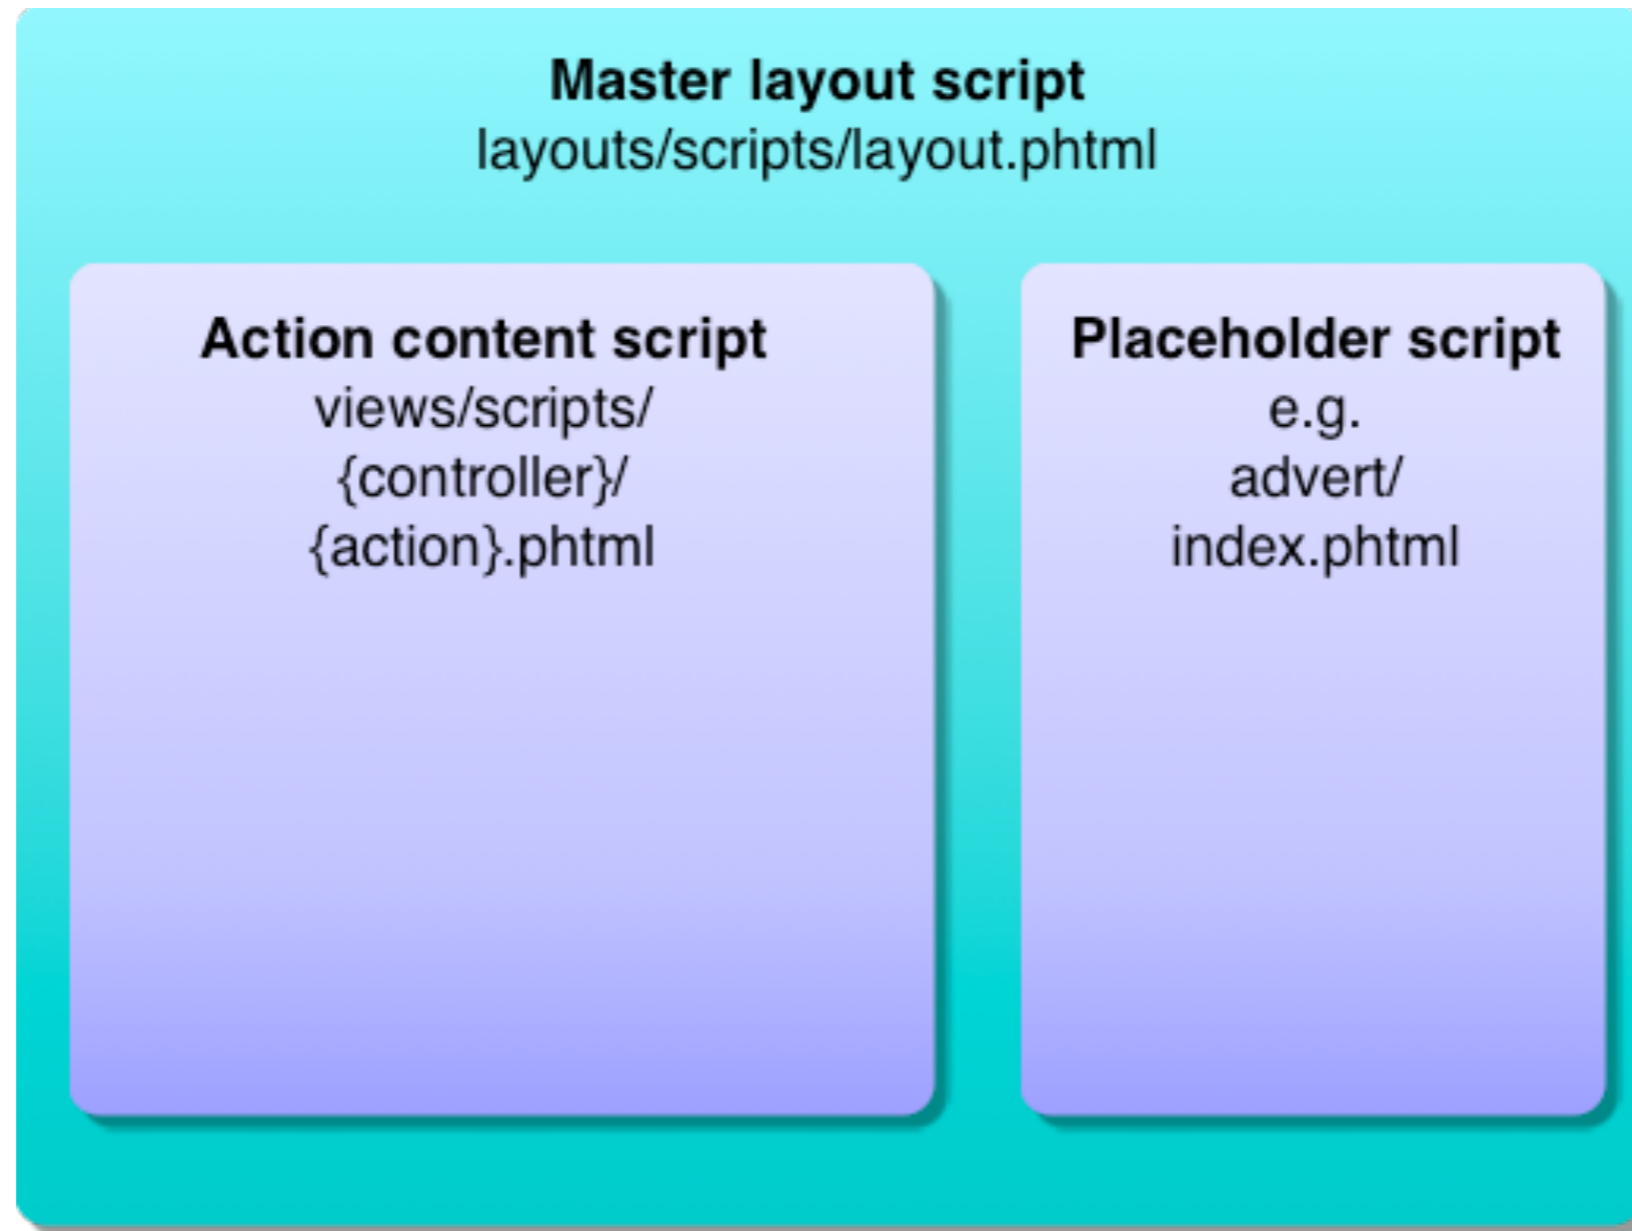 Master layout script
layouts/scripts/layout.phtml
Action content script
views/scripts/
{controller}/
{action}.phtml
Placeholder script
e.g.
advert/
index.phtml